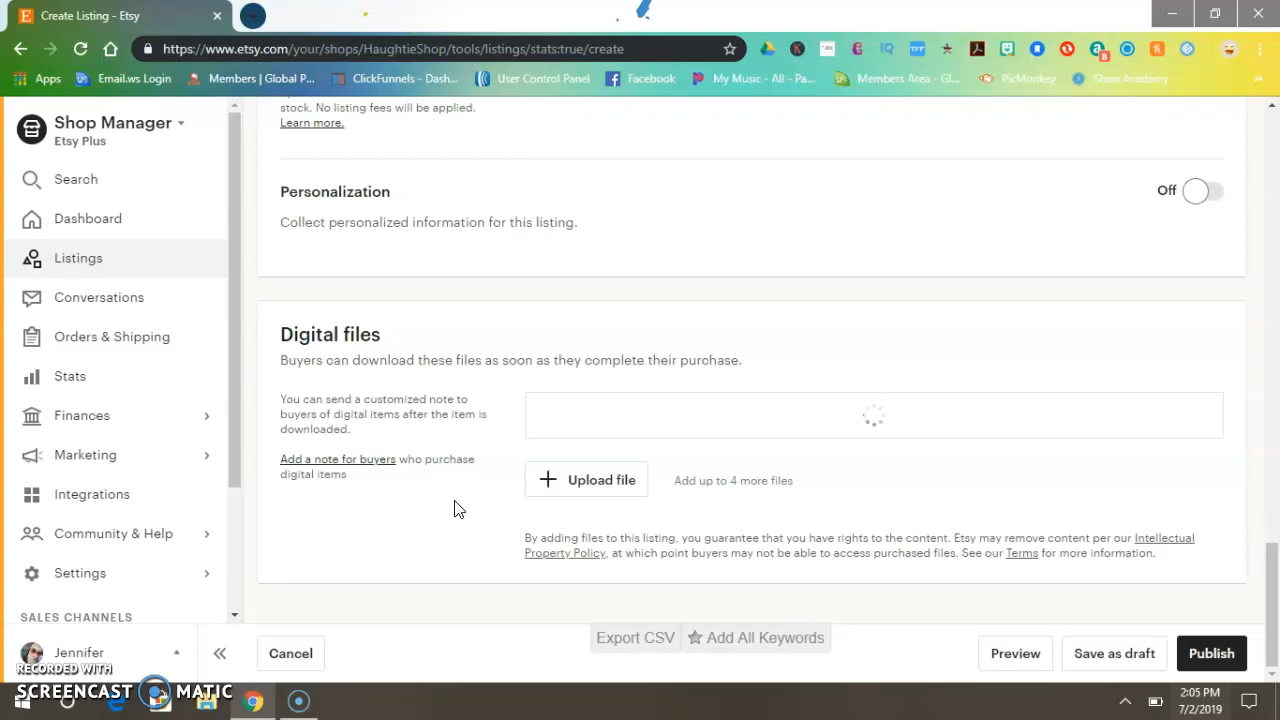 Create Listing - Etsy
https://www.etsy.com/your/shops/HaughtieShop/tools/listings/stats:true/create
Apps
Email.ws Login
Members | Global P...
ClickFunnels - Dash...
User Control Panel
Facebook
My Music - All - Pa...
Members Area - Gl...
PicMonkey
Shaw Academy
Shop Manager
Etsy Plus
Search
Dashboard
Listings
Conversations
Orders & Shipping
Stats
Finances
Marketing
Integrations
Community & Help
Settings
SALES CHANNELS
Jennifer
stock. No listing fees will be applied.
Learn more.
Personalization
Off
Collect personalized information for this listing.
Digital files
Buyers can download these files as soon as they complete their purchase.
You can send a customized note to
buyers of digital items after the item is
downloaded.
Add a note for buyers who purchase
digital items
Upload file
Add up to 4 more files
By adding files to this listing, you guarantee that you have rights to the content. Etsy may remove content per our Intellectual
Property Policy, at which point buyers may not be able to access purchased files. See our Terms for more information.
Cancel
Export CSV
Add All Keywords
Preview
Save as draft
Publish
RECORDED WITH
SCREENCAST MATIC
2:05 PM
7/2/2019